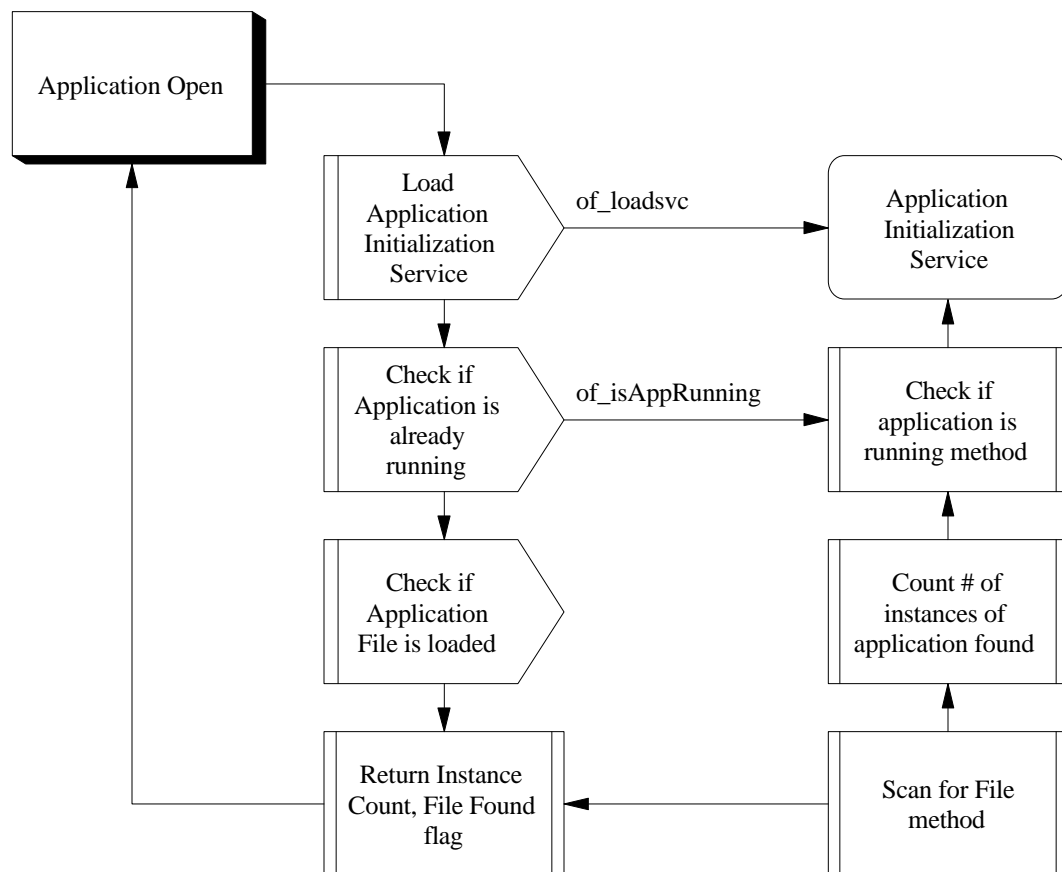 Application Open
Load
Application
Initialization
Service
of_loadsvc
Application
Initialization
Service
Check if
Application is
already
running
of_isAppRunning
Check if
application is
running method
Check if
Application
File is loaded
Count # of
instances of
application found
Return Instance
Count, File Found
flag
Scan for File
method